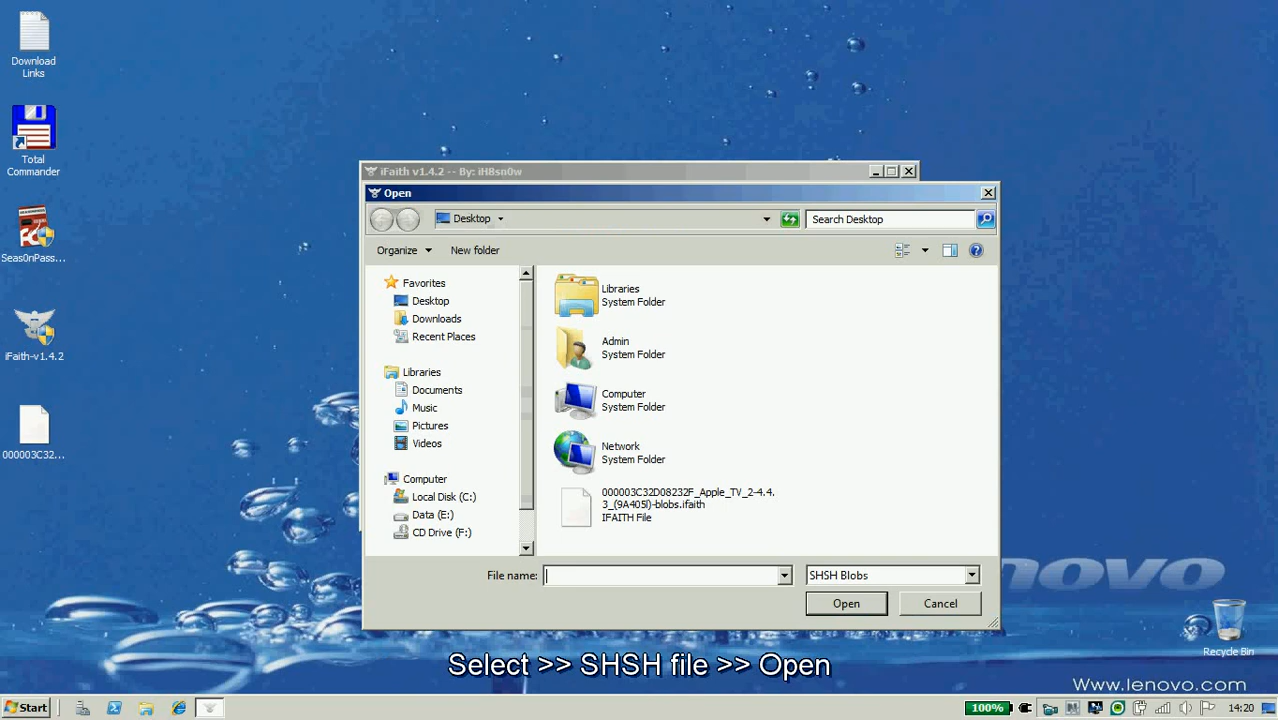 Download
Links
Total
Commander
Seas0nPass...
iFaith-v1.4.2
000003C32...
iFaith v1.4.2 -- By: iH8sn0w
Open
Desktop
Search Desktop
Organize
New folder
Favorites
Desktop
Downloads
Recent Places
Libraries
Documents
Music
Pictures
Videos
Computer
Local Disk (C:)
Data (E:)
CD Drive (F:)
Libraries
System Folder
Admin
System Folder
Computer
System Folder
Network
System Folder
000003C32D08232F_Apple_TV_2-4.4.
3_(9A405l)-blobs.ifaith
IFAITH File
File name:
SHSH Blobs
Open
Cancel
novo
Recycle Bin
Select >> SHSH file >> Open
Www.lenovo.com
Start
100%
14:20